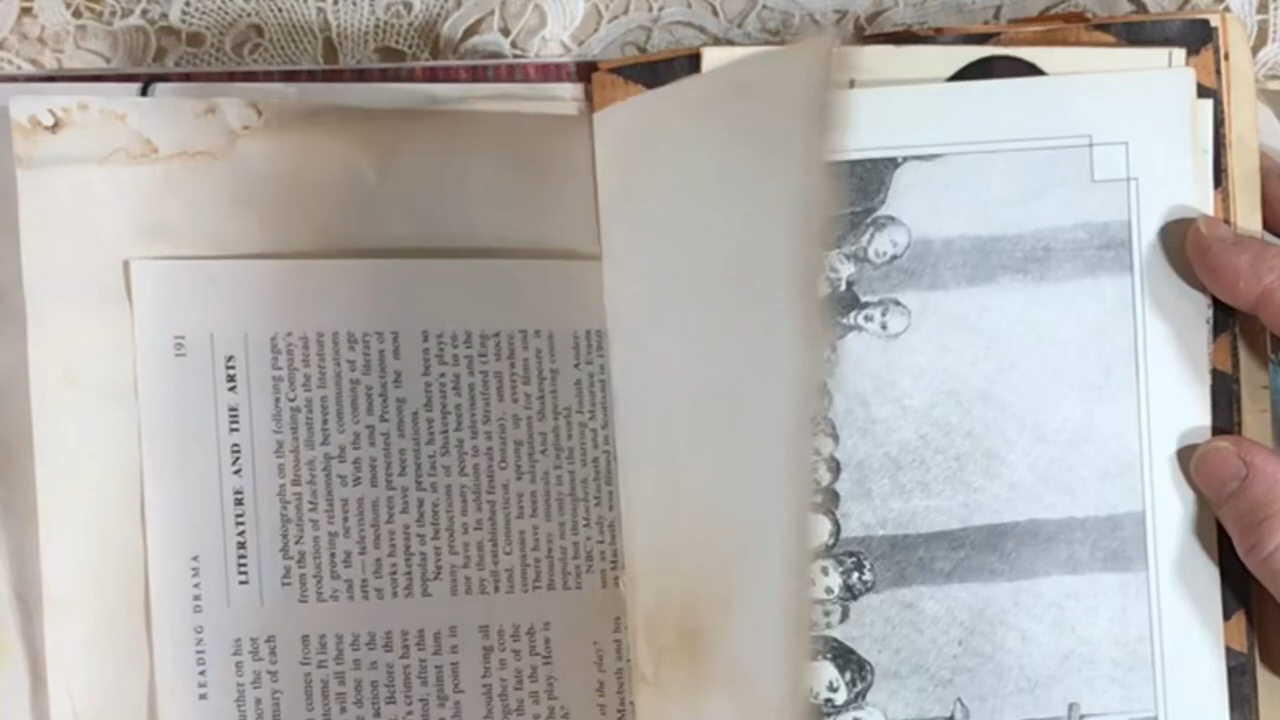 READING DRAMA
191
urther on his
how the plot
mary of each
comes from
tcome. It lies
will all these
e done in the
action is the
. Before this
's crimes have
ted; after this
against him.
his point is in
hould bring all
ogether in con-
the fate of the
e all the prob-
he play. How is
of the play?
Macbeth and his
LITERATURE AND THE ARTS
The photographs on the following pages,
from the National Broadcasting Company's
production of Macbeth, illustrate the stead-
ily growing relationship between literature
and the newest of the communications
arts — television. With the coming of age
of this medium, more and more literary
works have been presented. Productions of
Shakespeare have been among the most
popular of these presentations.
Never before, in fact, have there been so
many productions of Shakespeare's plays,
nor have so many people been able to en-
joy them. In addition to television and the
well-established festivals at Stratford (Eng-
land, Connecticut, Ontario), small stock
companies have sprung up everywhere.
There have been adaptations for films and
Broadway musicals. And Shakespeare is
popular not only in English-speaking coun-
tries but throughout the world.
NBC's Macbeth, starring Judith Ander-
son as Lady Macbeth and Maurice Evans
as Macbeth, was filmed in Scotland in 1960